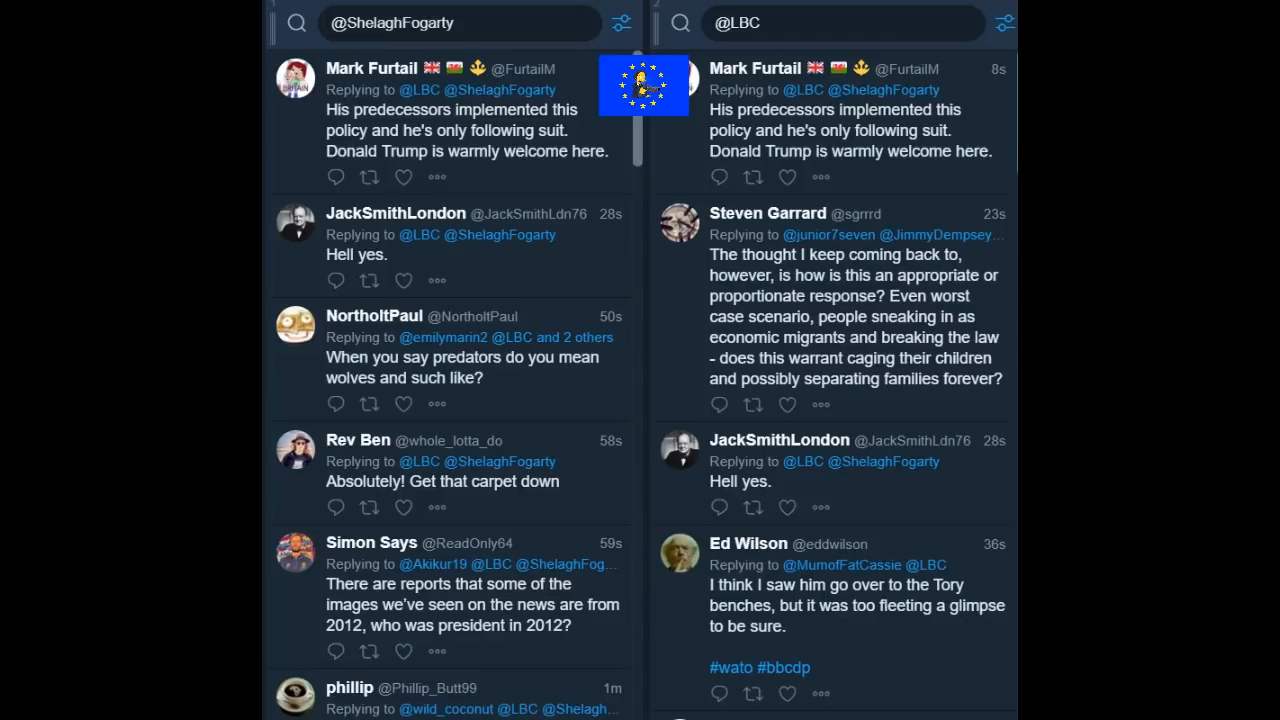 1
@ShelaghFogarty
Mark Furtail 🇬🇧 🏴󠁧󠁢󠁷󠁬󠁳󠁿 @FurtailM
Replying to @LBC @ShelaghFogarty
His predecessors implemented this
policy and he's only following suit.
Donald Trump is warmly welcome here.
JackSmithLondon @JackSmithLdn76 28s
Replying to @LBC @ShelaghFogarty
Hell yes.
NortholtPaul @NortholtPaul 50s
Replying to @emilymarin2 @LBC and 2 others
When you say predators do you mean
wolves and such like?
Rev Ben @whole_lotta_do 58s
Replying to @LBC @ShelaghFogarty
Absolutely! Get that carpet down
Simon Says @ReadOnly64 59s
Replying to @Akikur19 @LBC @ShelaghFog…
There are reports that some of the
images we've seen on the news are from
2012, who was president in 2012?
phillip @Phillip_Butt99 1m
Replying to @wild_coconut @LBC @Shelagh…
2
@LBC
Mark Furtail 🇬🇧 🏴󠁧󠁢󠁷󠁬󠁳󠁿 @FurtailM 8s
Replying to @LBC @ShelaghFogarty
His predecessors implemented this
policy and he's only following suit.
Donald Trump is warmly welcome here.
Steven Garrard @sgrrrd 23s
Replying to @junior7seven @JimmyDempsey…
The thought I keep coming back to,
however, is how is this an appropriate or
proportionate response? Even worst
case scenario, people sneaking in as
economic migrants and breaking the law
- does this warrant caging their children
and possibly separating families forever?
JackSmithLondon @JackSmithLdn76 28s
Replying to @LBC @ShelaghFogarty
Hell yes.
Ed Wilson @eddwilson 36s
Replying to @MumofFatCassie @LBC
I think I saw him go over to the Tory
benches, but it was too fleeting a glimpse
to be sure.
#wato #bbcdp